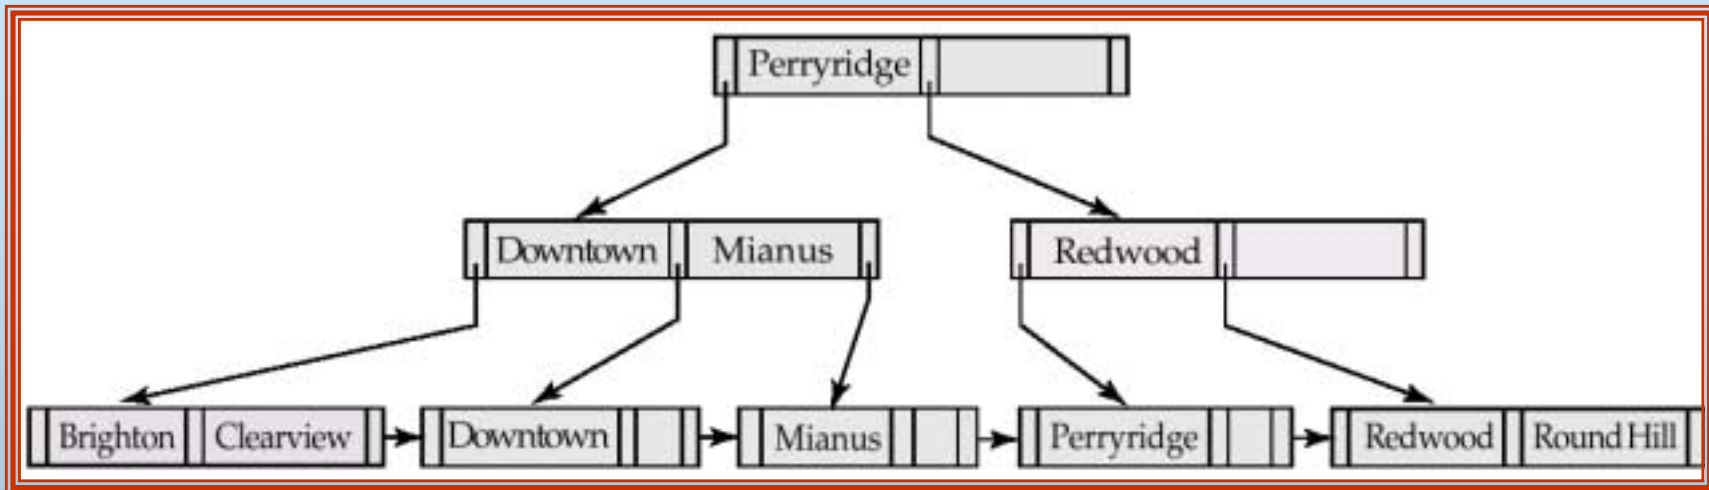 Perryridge
Downtown Mianus Redwood
Brighton Clearview Downtown Mianus Perryridge Redwood Round Hill